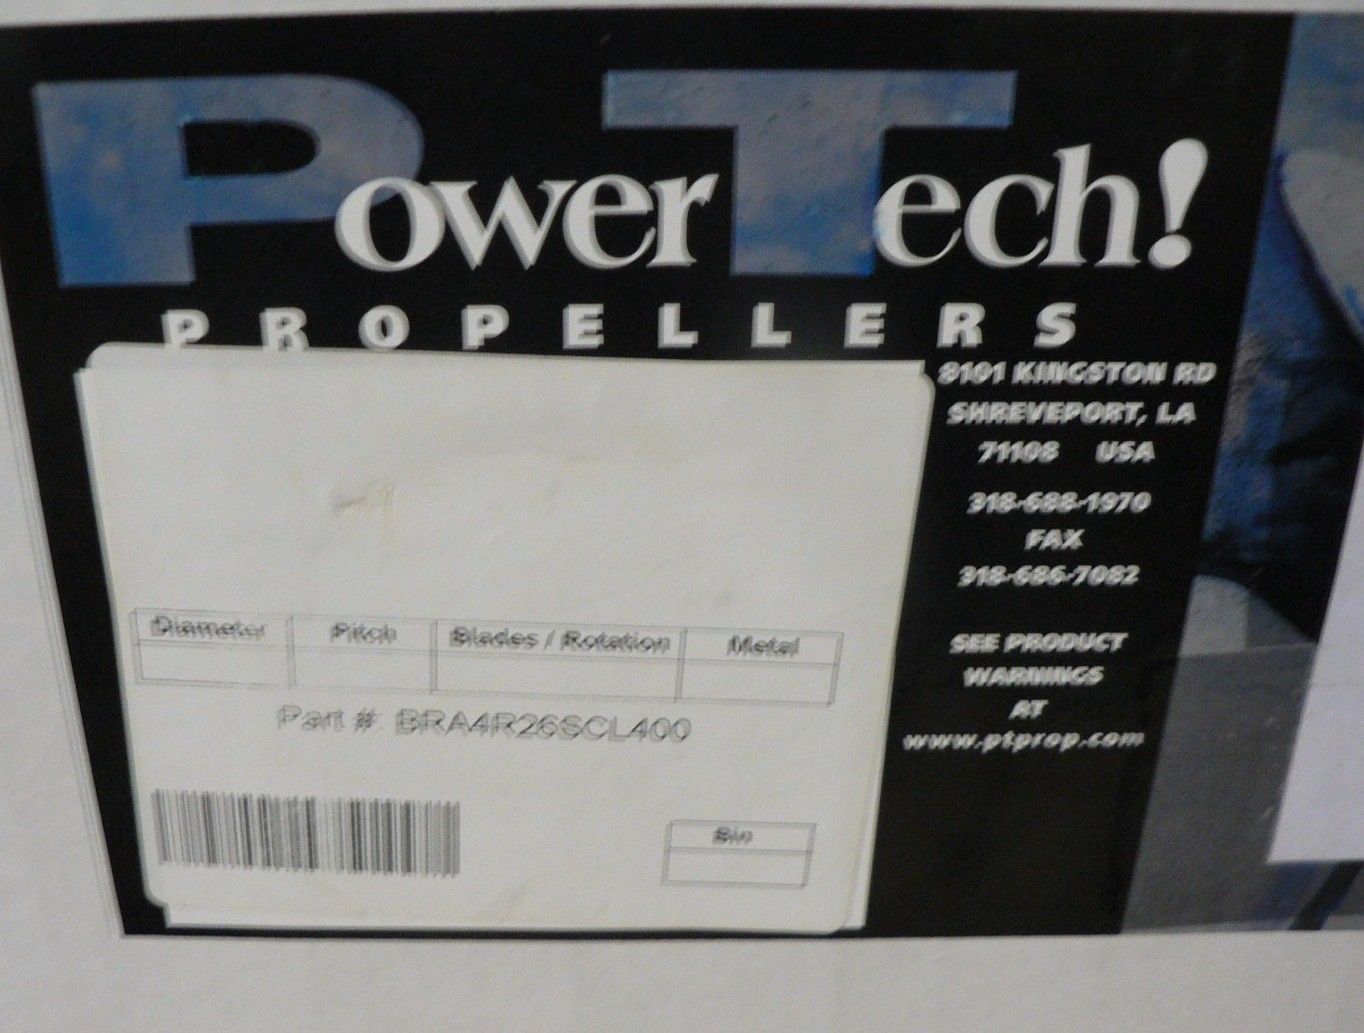 PowerTech!
PROPELLERS
8101 KINGSTON RD
SHREVEPORT, LA
71108 USA
318-688-1970
FAX
318-686-7082
SEE PRODUCT
WARNINGS
AT
www.ptprop.com
Diameter Pitch Blades / Rotation Metal
Part #: BRA4R26SCL400
Bin